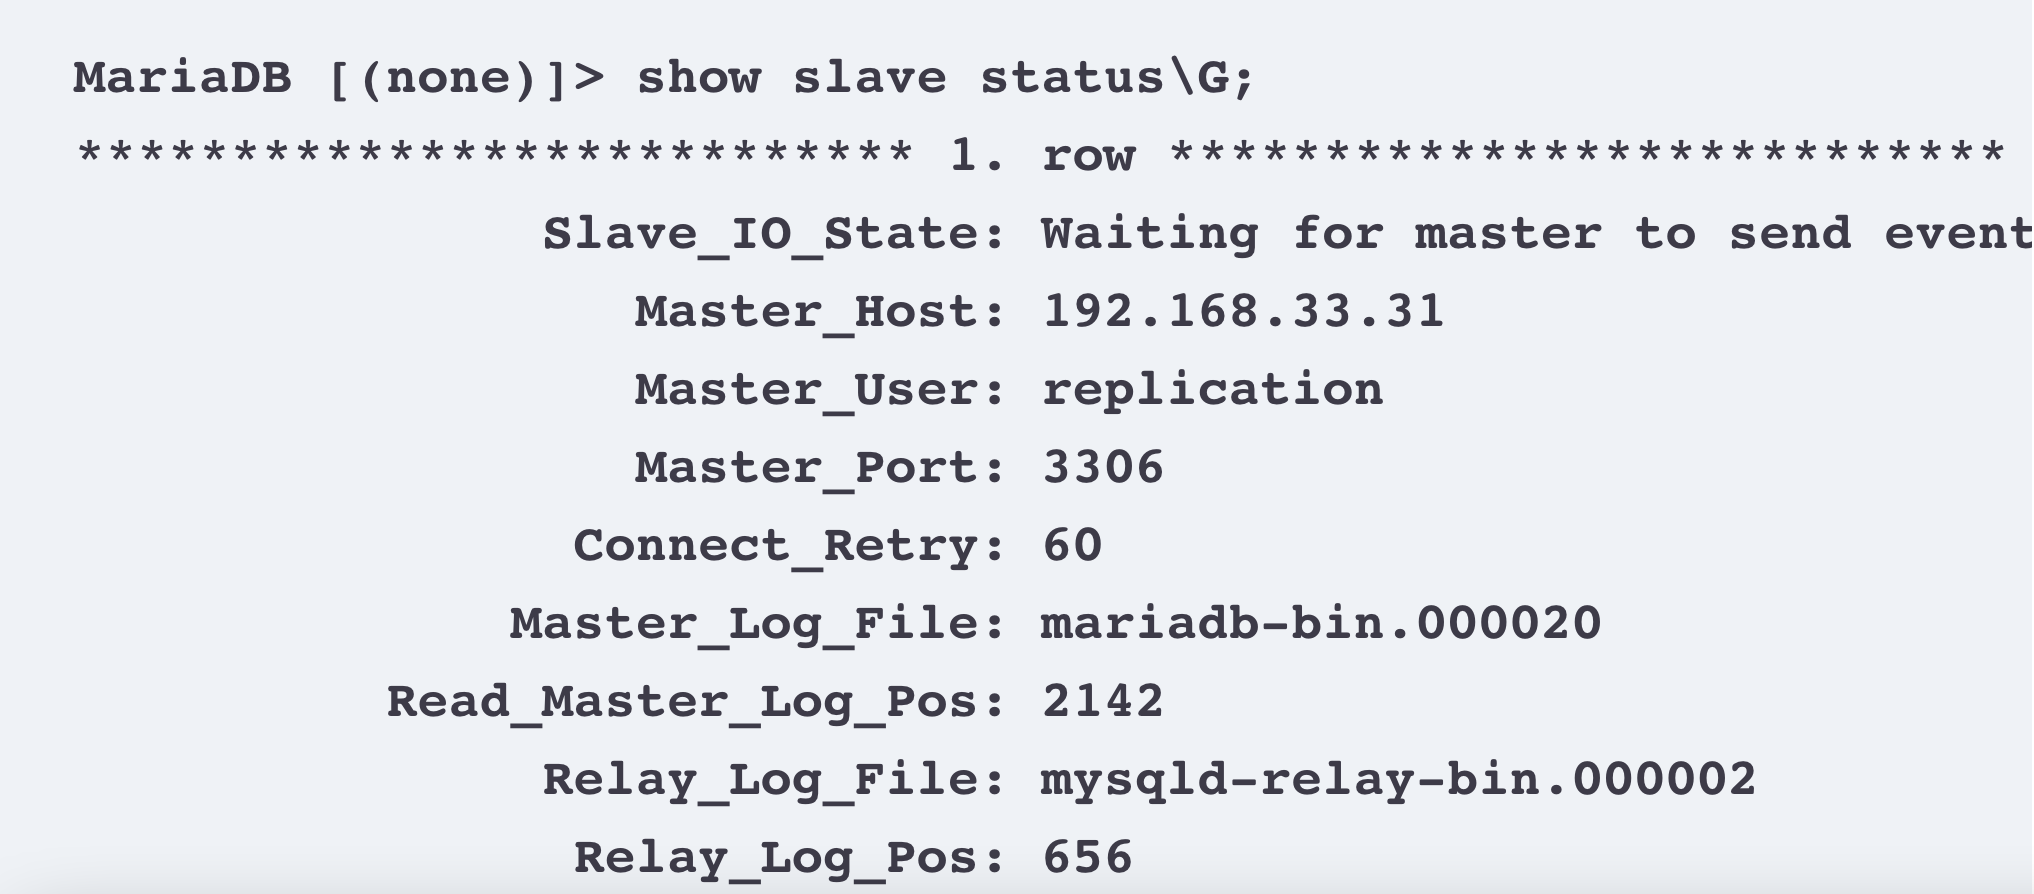 MariaDB [(none)]> show slave status\G;
*************************** 1. row ***************************
Slave_IO_State: Waiting for master to send event
Master_Host: 192.168.33.31
Master_User: replication
Master_Port: 3306
Connect_Retry: 60
Master_Log_File: mariadb-bin.000020
Read_Master_Log_Pos: 2142
Relay_Log_File: mysqld-relay-bin.000002
Relay_Log_Pos: 656